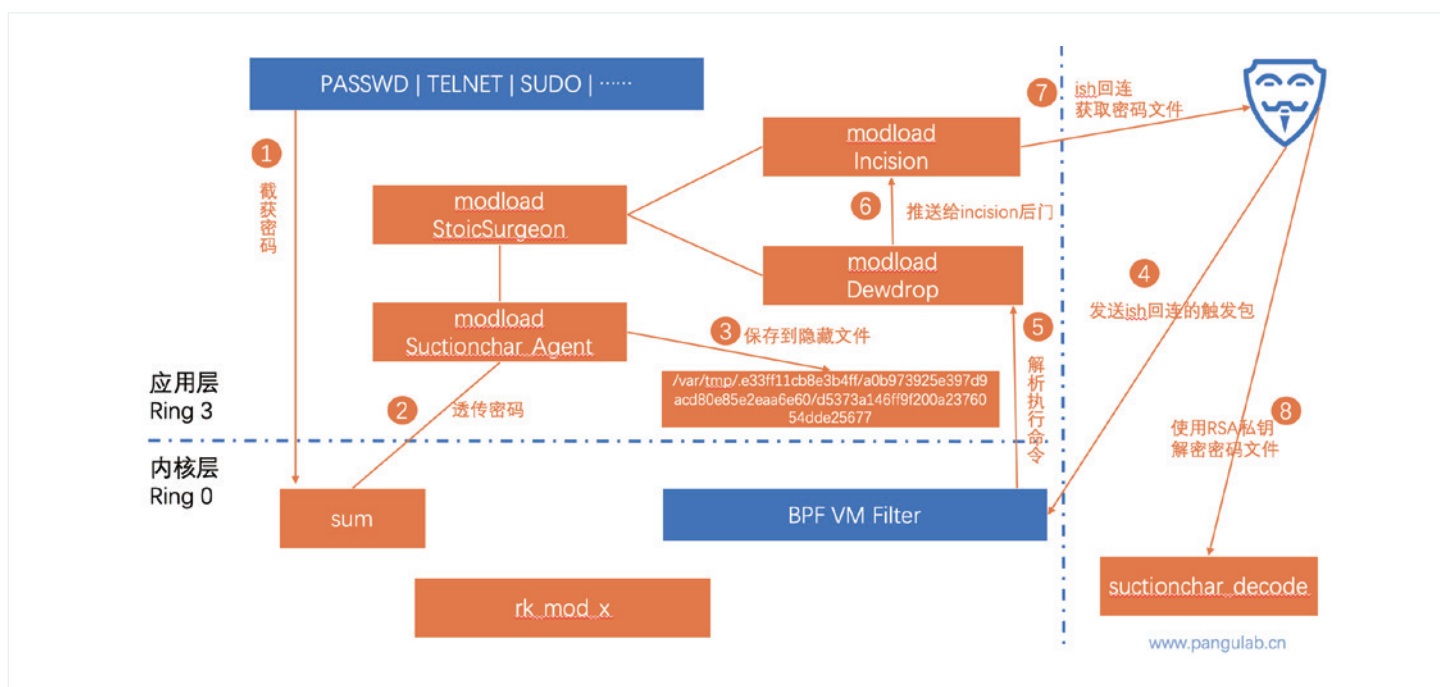 PASSWD | TELNET | SUDO | ······
1
截获密码
modload
StoicSurgeon
modload
Suctionchar_Agent
2
透传密码
3
保存到隐藏文件
/var/tmp/.e33ff11cb8e3b4ff/a0b973925e397d9
acd80e85e2eaa6e60/d5373a146ff9f200a23760
54dde25677
modload
Incision
6
推送给incision后门
modload
Dewdrop
5
解析执行命令
7
ish回连
获取密码文件
4
发送ish回连的触发包
8
使用RSA私钥
解密密码文件
应用层
Ring 3
内核层
Ring 0
sum
BPF VM Filter
rk_mod_x
suctionchar_decode
www.pangulab.cn